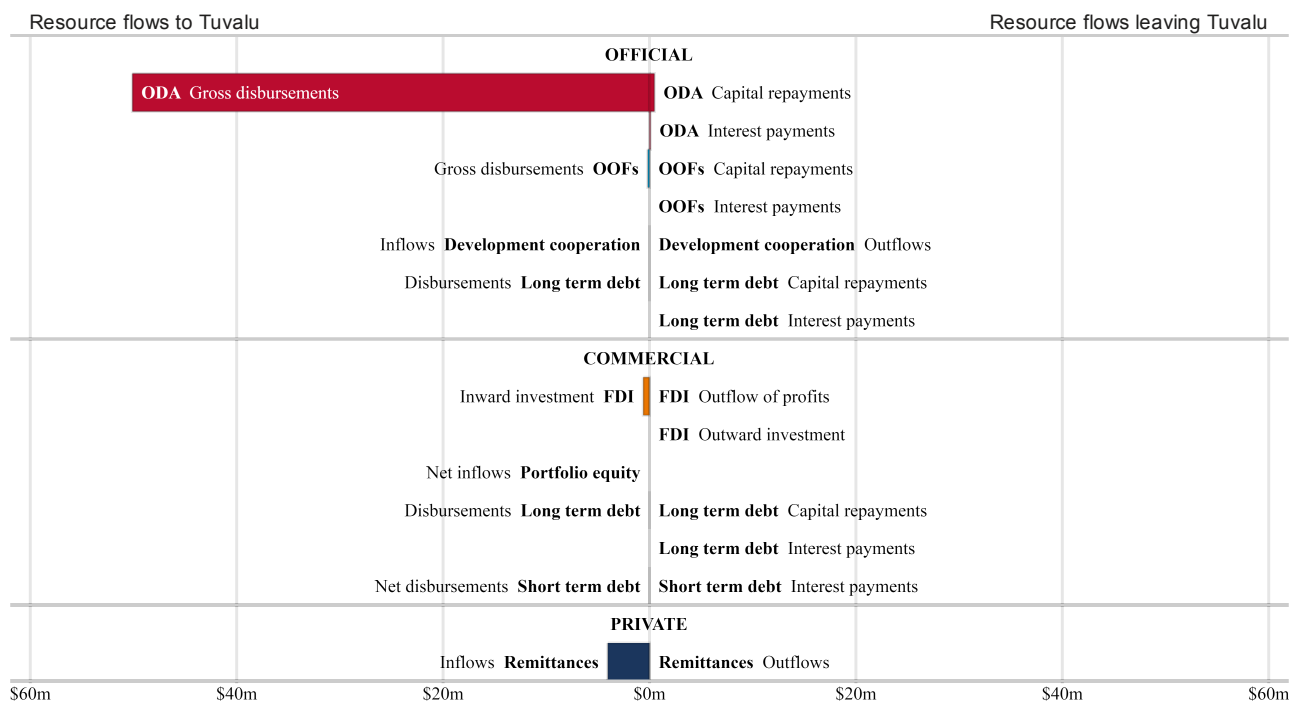 Resource flows to Tuvalu Resource flows leaving Tuvalu
OFFICIAL
ODA Gross disbursements ODA Capital repayments
ODA Interest payments
Gross disbursements OOFs OOFs Capital repayments
OOFs Interest payments
Inflows Development cooperation Development cooperation Outflows
Disbursements Long term debt Long term debt Capital repayments
Long term debt Interest payments
COMMERCIAL
Inward investment FDI FDI Outflow of profits
FDI Outward investment
Net inflows Portfolio equity
Disbursements Long term debt Long term debt Capital repayments
Long term debt Interest payments
Net disbursements Short term debt Short term debt Interest payments
PRIVATE
Inflows Remittances Remittances Outflows
$60m $40m $20m $0m $20m $40m $60m